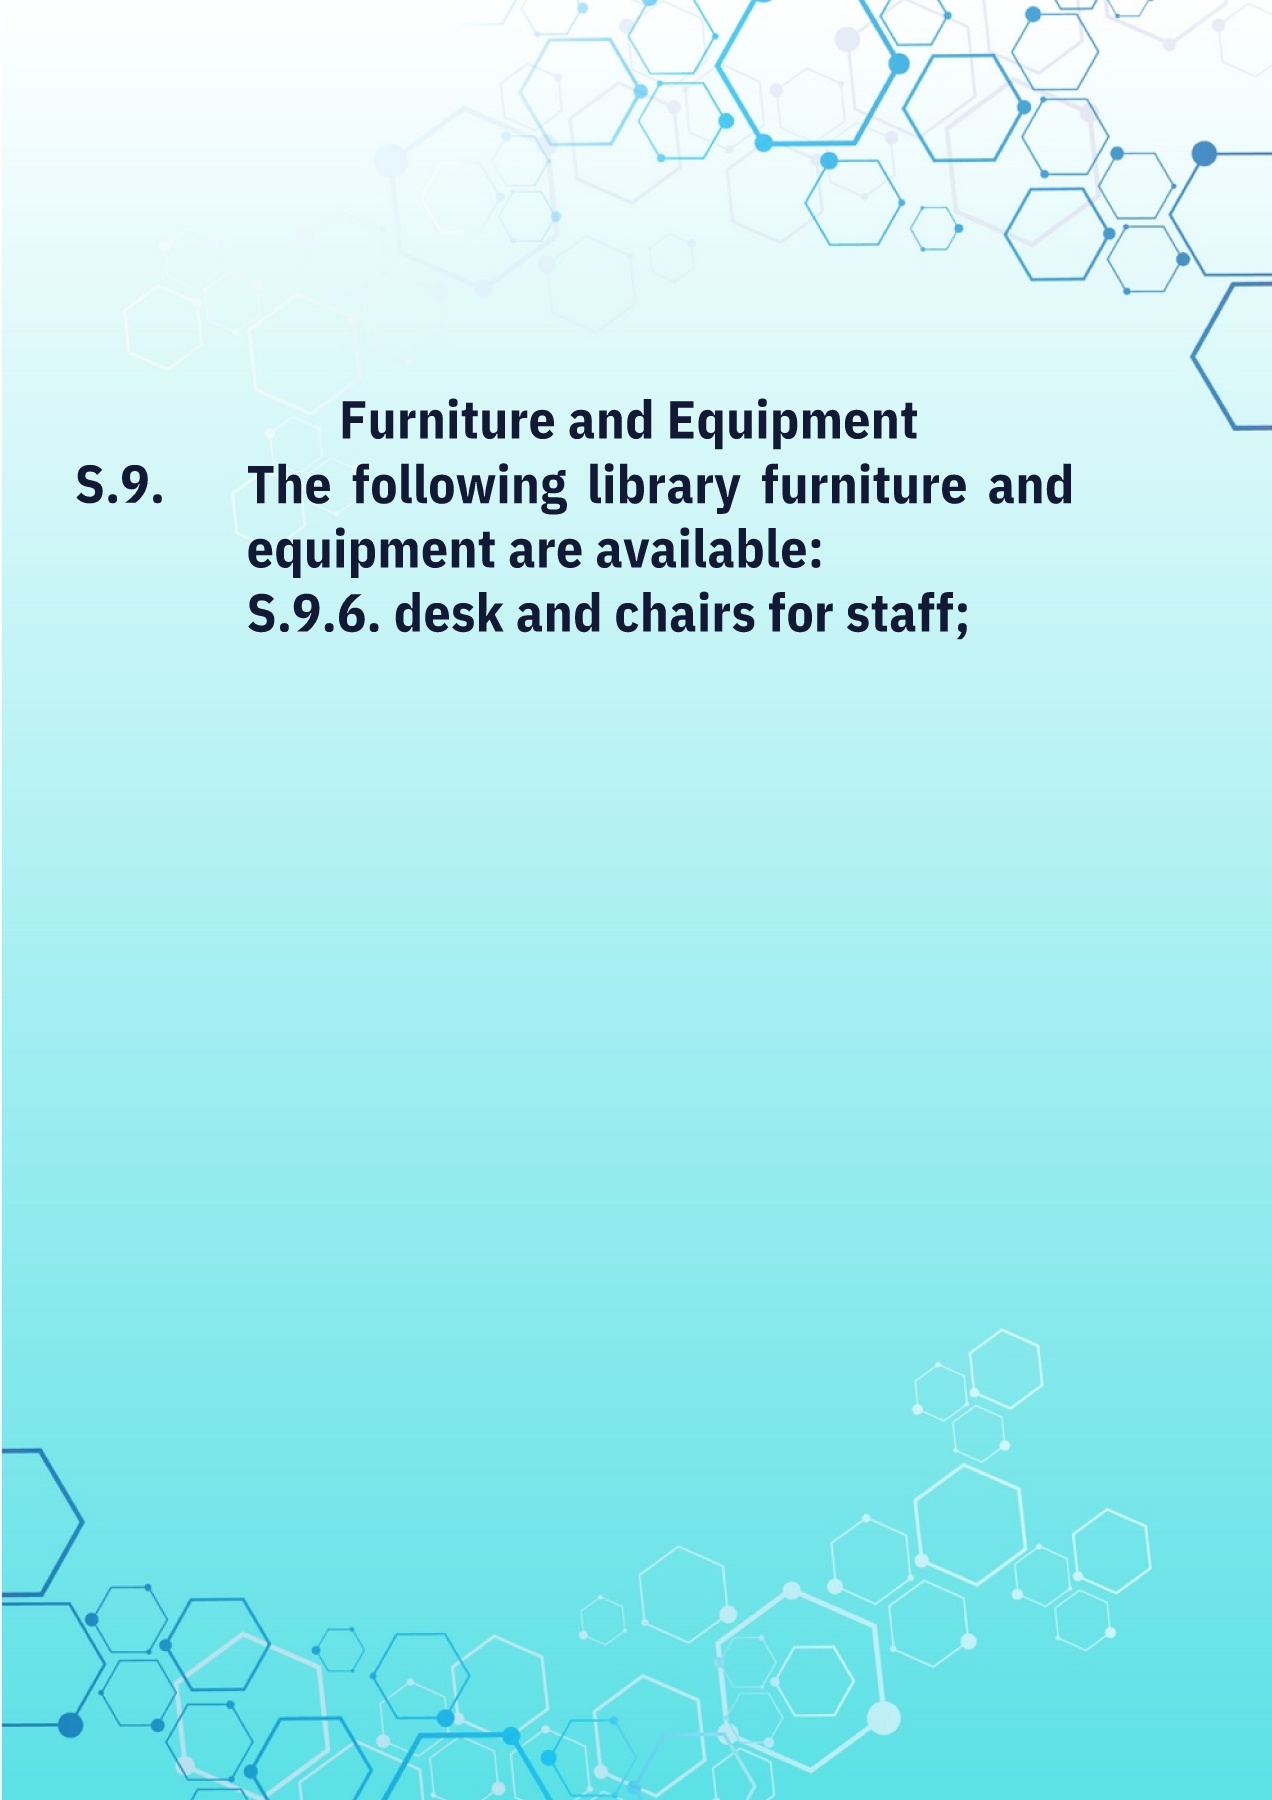 Furniture and Equipment
S.9. The following library furniture and
equipment are available:
S.9.6. desk and chairs for staff;